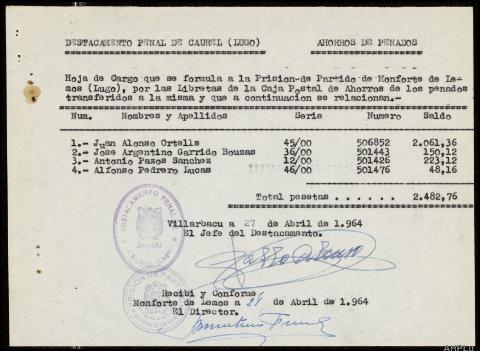 DESTACAMENTO PENAL DE CAUREL (LUGO) AHORROS DE PENADOS
Hoja de Cargo que se formula a la Prision de Partido de Monforte de Le-
mos (Lugo), por las Libretas de la Caja Postal de Ahorros de los penados
transferidos a la misma y que a continuación se relacionan.-
Num. Nombres y Apellidos Serie Numero Saldo
1.- Juan Alonso Ortells 45/00 506852 2.061,36
2.- Jose Argentino Garrido Bouzas 36/00 501443 150,12
3.- Antonio Pazos Sanchez 12/00 501426 223,12
4.- Alfonso Pedrero Lucas 46/00 501476 48,16
Total pesetas ...... 2.482,76
Villarbacu a 27 de Abril de 1.964
El Jefe del Destacamento.
DESTACAMENTO PENAL
Recibi y Conforme
Monforte de Lemos a 28 de Abril de 1.964
El Director.